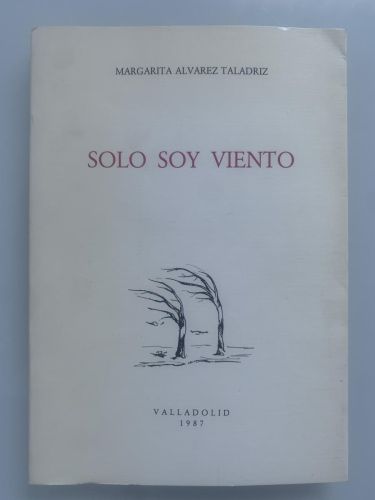 MARGARITA ALVAREZ TALADRIZ
SOLO SOY VIENTO
VALLADOLID
1987